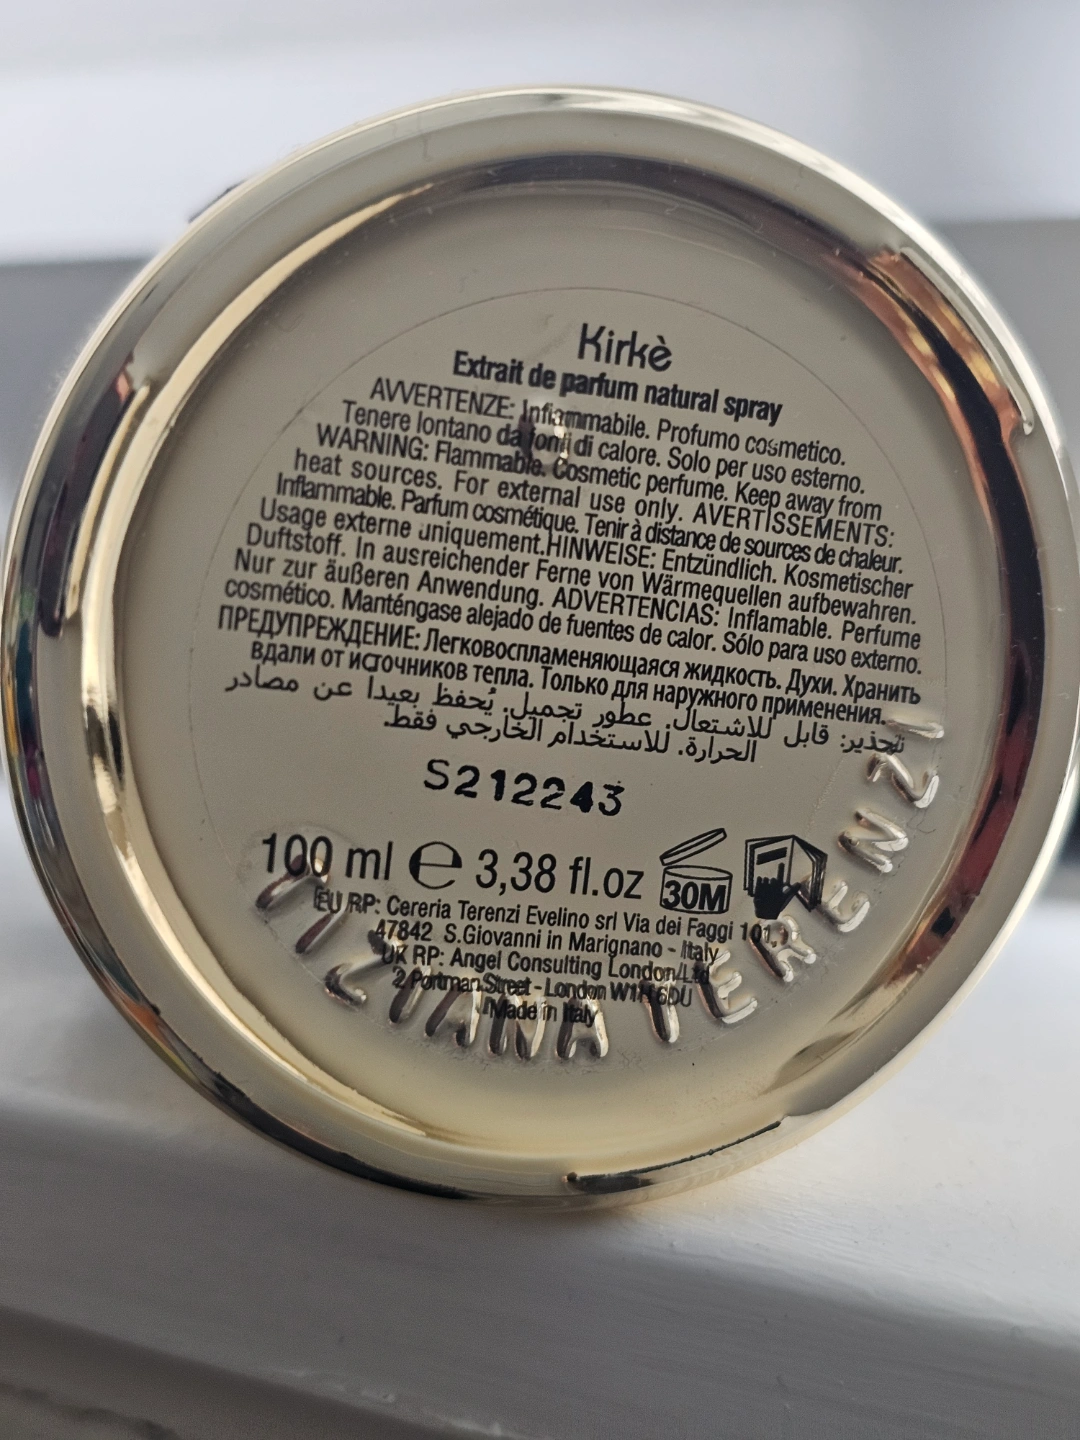 Kirkè
Extrait de parfum natural spray
AVVERTENZE: Infiammabile. Profumo cosmetico.
Tenere lontano da fonti di calore. Solo per uso esterno.
WARNING: Flammable. Cosmetic perfume. Keep away from
heat sources. For external use only. AVERTISSEMENTS:
Inflammable. Parfum cosmétique. Tenir à distance de sources de chaleur.
Usage externe uniquement.HINWEISE: Entzündlich. Kosmetischer
Duftstoff. In ausreichender Ferne von Wärmequellen aufbewahren.
Nur zur äußeren Anwendung. ADVERTENCIAS: Inflamable. Perfume
cosmético. Manténgase alejado de fuentes de calor. Sólo para uso externo.
ПРЕДУПРЕЖДЕНИЕ: Легковоспламеняющаяся жидкость. Духи. Хранить
вдали от источников тепла. Только для наружного применения.
تحذير: قابل للاشتعال. عطور تجميل. يُحفظ بعيدا عن مصادر
الحرارة. للاستخدام الخارجي فقط.
S212243
100 ml ℮ 3,38 fl.oz 30M
EU RP: Cereria Terenzi Evelino srl Via dei Faggi
47842 S.Giovanni in Marignano - Italy
UK RP: Angel Consulting London Ltd
2 Portman Street - London W1H 6DU
Made in Italy
TIZIANA TERENZI